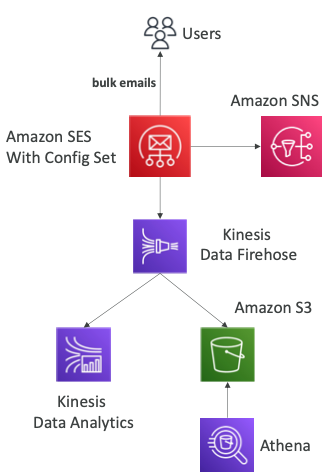 Users
bulk emails
Amazon SNS
Amazon SES
With Config Set
Kinesis
Data Firehose
Amazon S3
Kinesis
Data Analytics
Athena